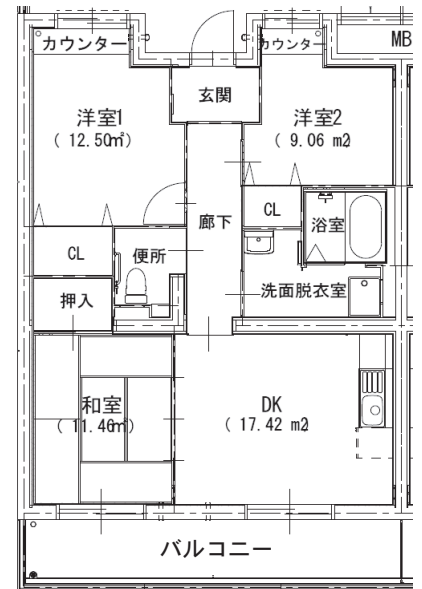 カウンター
カウンター
MB
玄関
洋室1
( 12.50㎡)
洋室2
( 9.06 m2
廊下
CL
浴室
CL
便所
押入
洗面脱衣室
和室
( 11.46㎡)
DK
( 17.42 m2
バルコニー